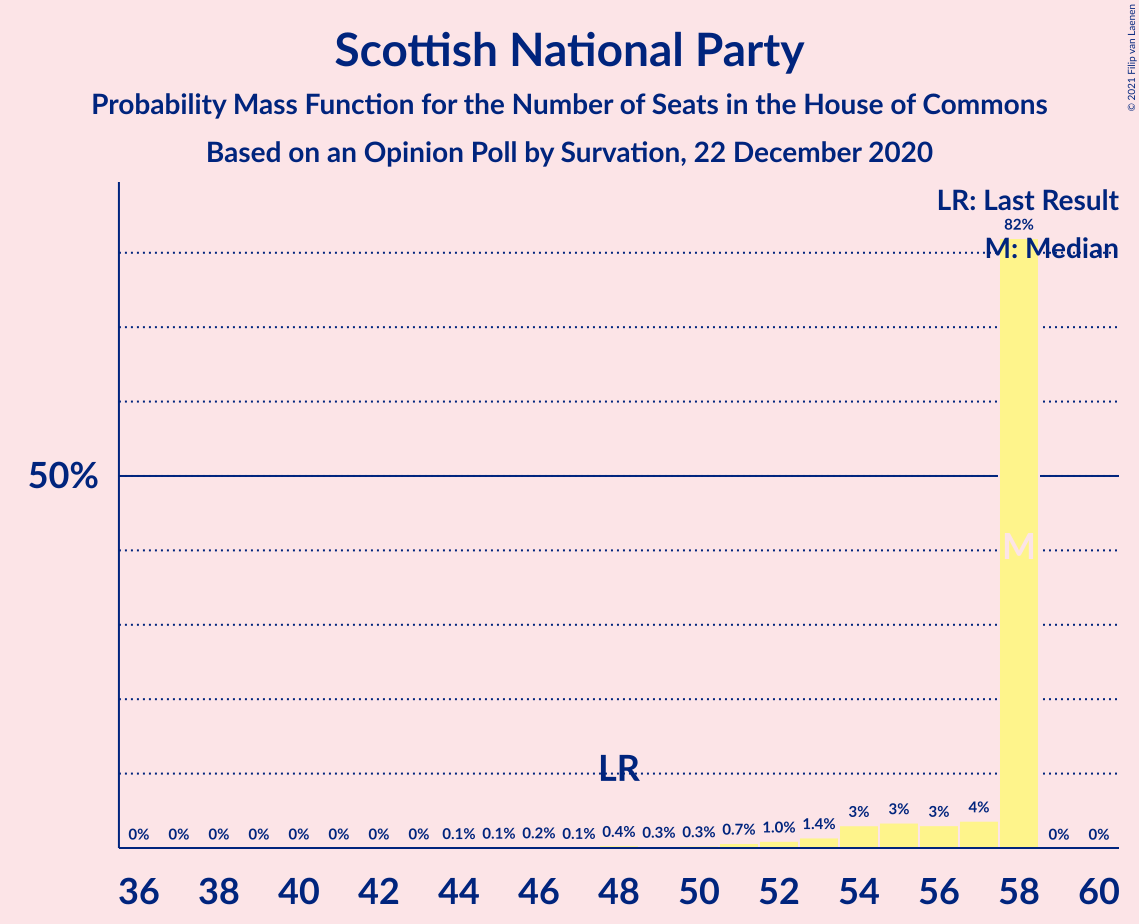 © 2021 Filip van Laenen
Scottish National Party
Probability Mass Function for the Number of Seats in the House of Commons
Based on an Opinion Poll by Survation, 22 December 2020
LR: Last Result
82%
M: Median
50%
M
LR
0% 0% 0% 0% 0% 0% 0% 0% 0.1% 0.1% 0.2% 0.1% 0.4% 0.3% 0.3% 0.7% 1.0% 1.4% 3% 3% 3% 4% 0% 0%
36 38 40 42 44 46 48 50 52 54 56 58 60